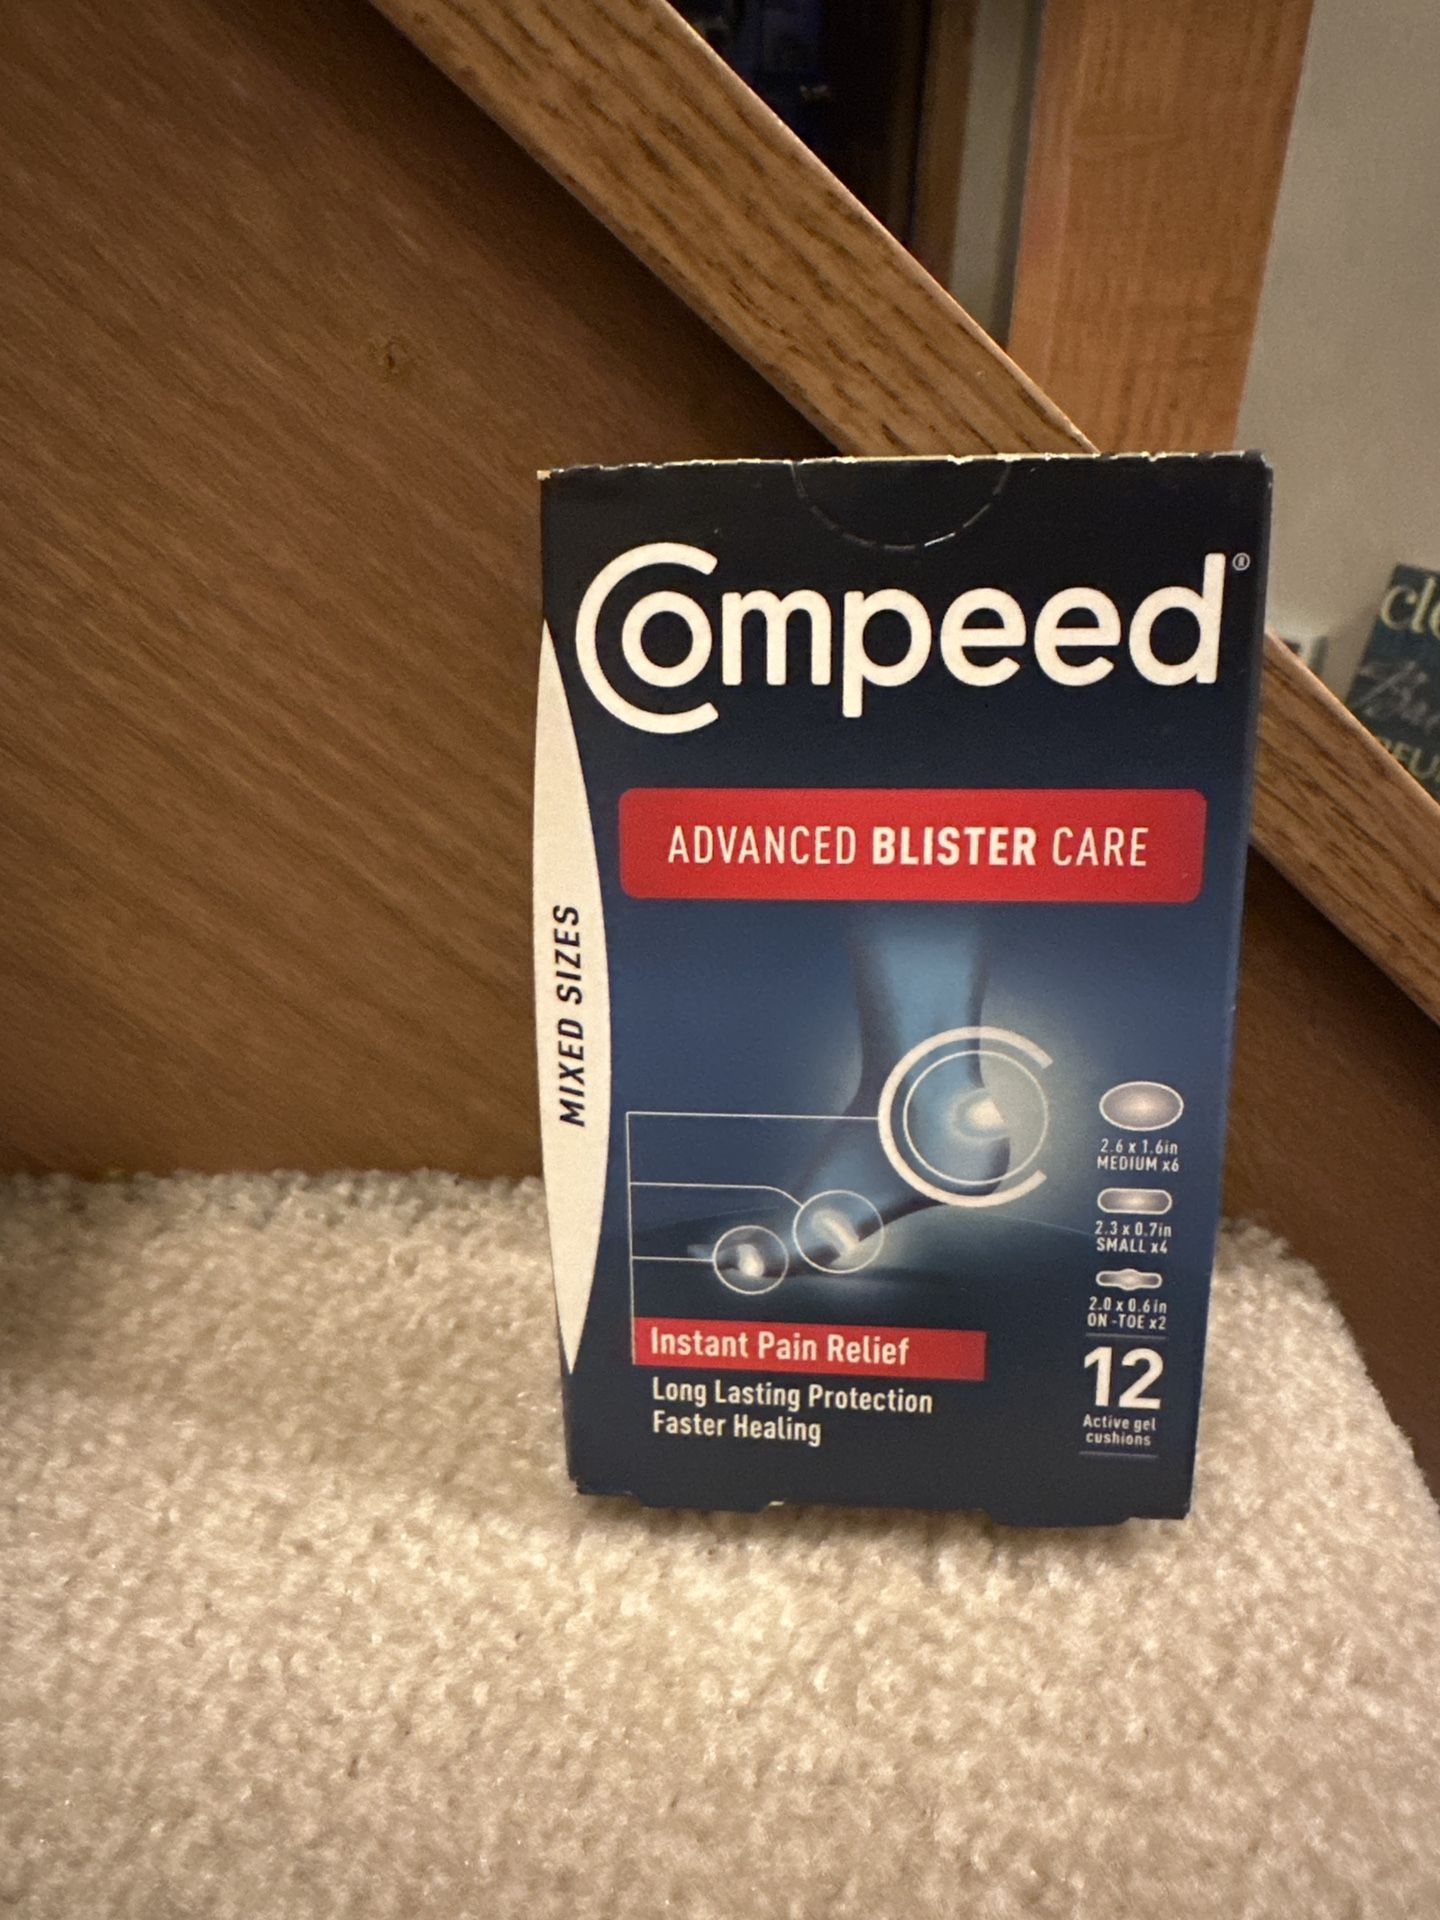 Compeed®
ADVANCED BLISTER CARE
MIXED SIZES
2.6 x 1.6in
MEDIUM x6
2.3 x 0.7in
SMALL x4
2.0 x 0.6in
ON-TOE x2
12
Active gel
cushions
Instant Pain Relief
Long Lasting Protection
Faster Healing